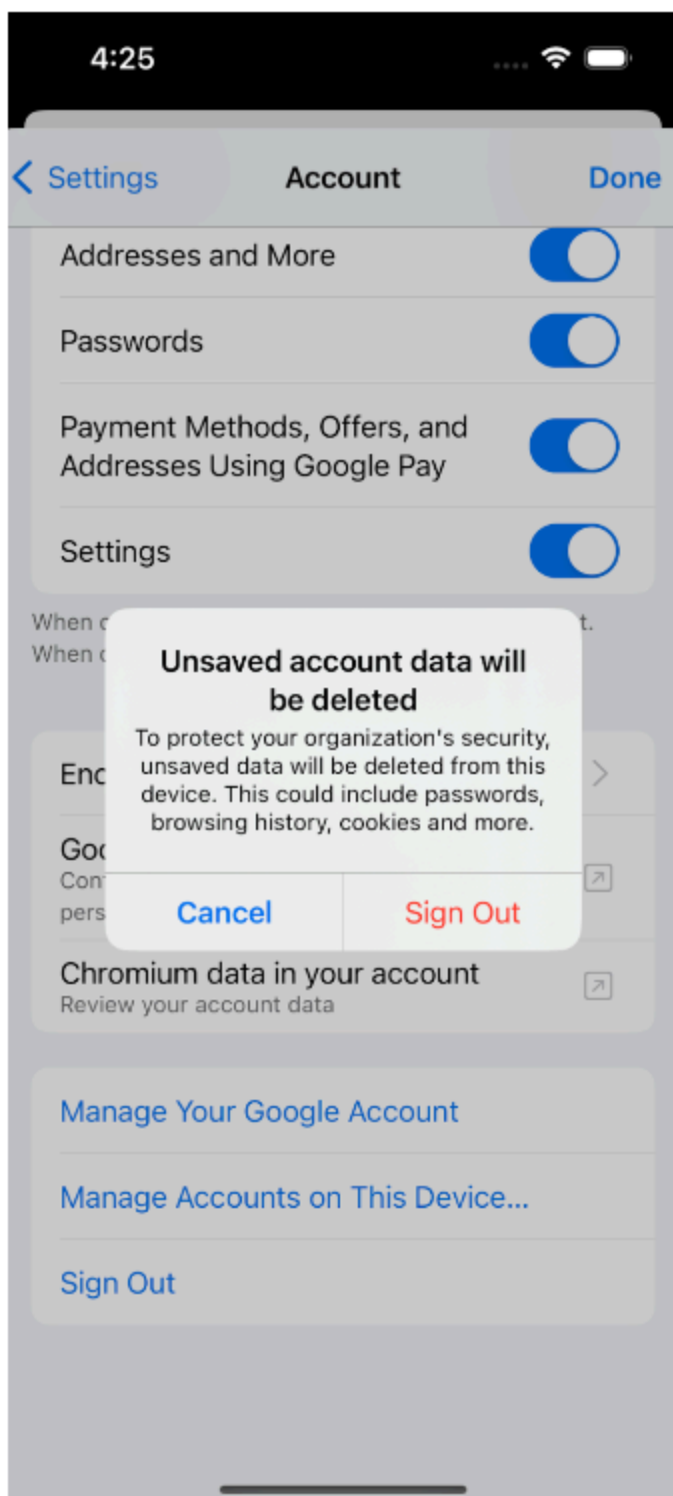 4:25
Settings
Account
Done
Addresses and More
Passwords
Payment Methods, Offers, and
Addresses Using Google Pay
Settings
When
t.
When
Unsaved account data will
be deleted
To protect your organization's security,
unsaved data will be deleted from this
device. This could include passwords,
browsing history, cookies and more.
Cancel
Sign Out
Chromium data in your account
Review your account data
Manage Your Google Account
Manage Accounts on This Device...
Sign Out